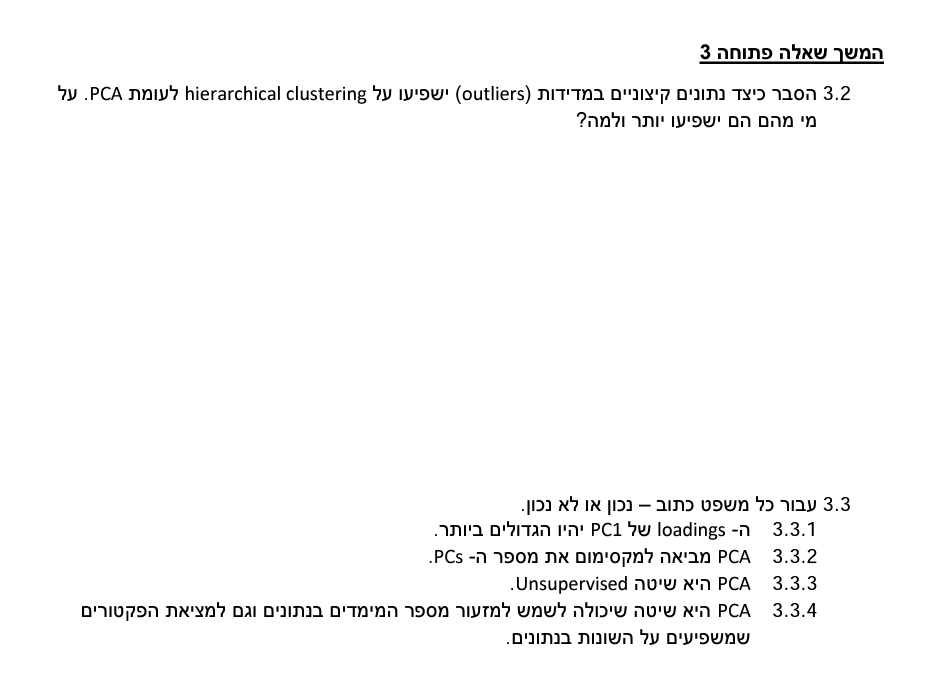 המשך שאלה פתוחה 3
3.2 הסבר כיצד נתונים קיצוניים במדידות (outliers) ישפיעו על hierarchical clustering לעומת PCA. על
מי מהם הם ישפיעו יותר ולמה?
3.3 עבור כל משפט כתוב – נכון או לא נכון.
3.3.1 ה- loadings של PC1 יהיו הגדולים ביותר.
3.3.2 PCA מביאה למקסימום את מספר ה- PCs.
3.3.3 PCA היא שיטה Unsupervised.
3.3.4 PCA היא שיטה שיכולה לשמש למזעור מספר המימדים בנתונים וגם למציאת הפקטורים
שמשפיעים על השונות בנתונים.